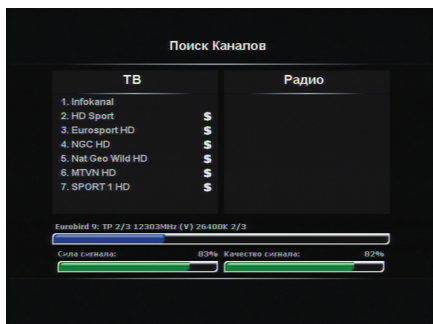 Поиск Каналов
ТВ
Радио
1. Infokanal
2. HD Sport $
3. Eurosport HD $
4. NGC HD $
5. Nat Geo Wild HD $
6. MTVN HD $
7. SPORT 1 HD $
Eurobird 9: TP 2/3 12303MHz (V) 26400K 2/3
Сила сигнала: 83% Качество сигнала: 82%